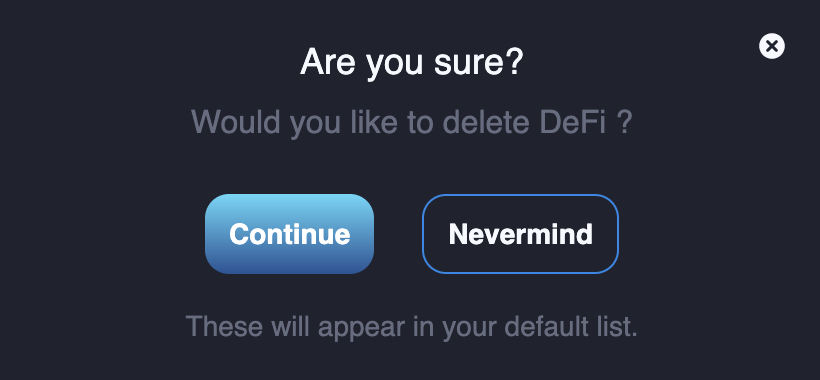 Are you sure?
Would you like to delete DeFi ?
Continue
Nevermind
These will appear in your default list.